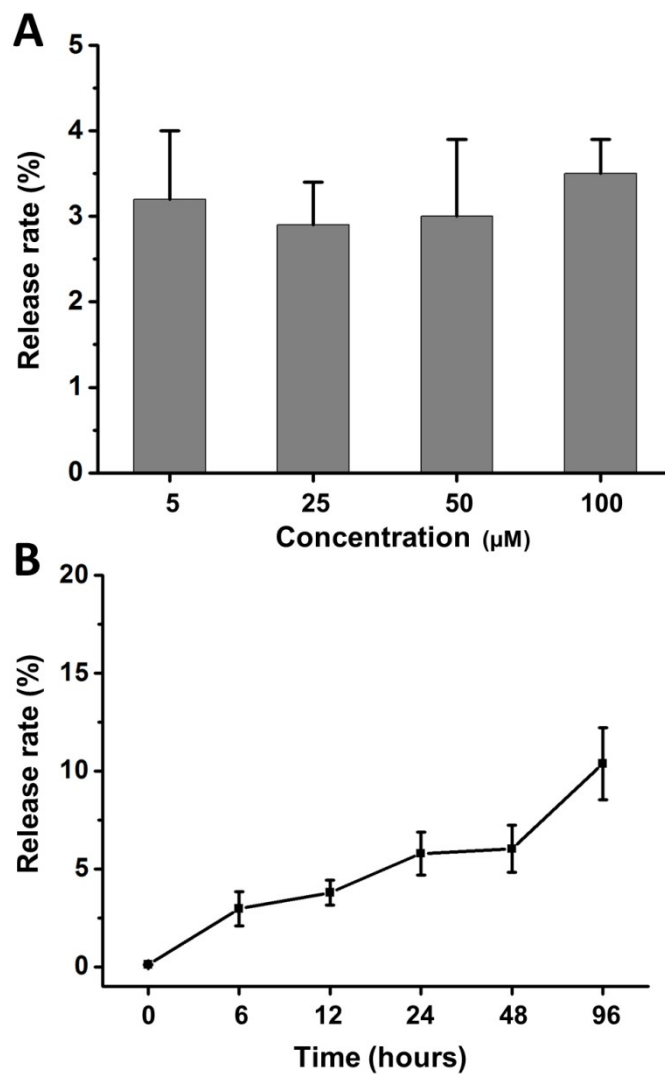 A
Release rate (%)
5
4
3
2
1
0
5 25 50 100
Concentration (μM)
B
Release rate (%)
20
15
10
5
0
0 6 12 24 48 96
Time (hours)